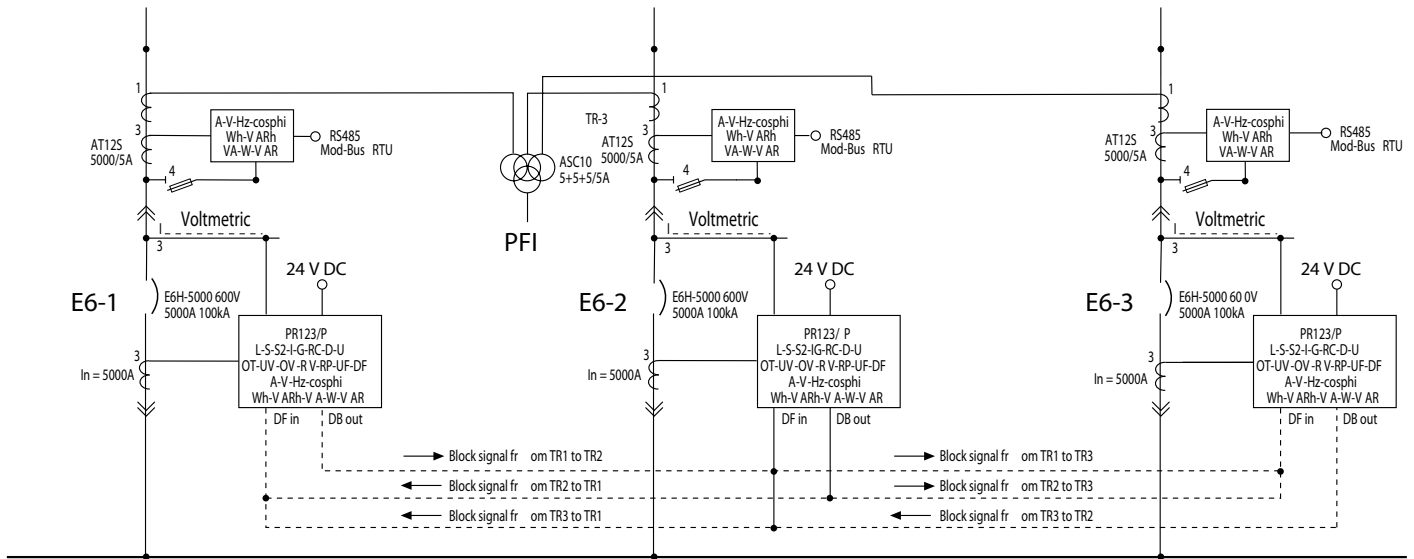 1
3
AT12S
5000/5A
A-V-Hz-cosphi
Wh-V ARh
VA-W-V AR
RS485
Mod-Bus RTU
4
ASC10
5+5+5/5A
PFI
1
TR-3
3
AT12S
5000/5A
A-V-Hz-cosphi
Wh-V ARh
VA-W-V AR
RS485
Mod-Bus RTU
4
1
3
AT12S
5000/5A
A-V-Hz-cosphi
Wh-V ARh
VA-W-V AR
RS485
Mod-Bus RTU
4
Voltmetric
3
24 V DC
E6-1
E6H-5000 600V
5000A 100kA
PR123/P
L-S-S2-I-G-RC-D-U
OT-UV-OV -R V-RP-UF-DF
A-V-Hz-cosphi
Wh-V ARh-V A-W-V AR
3
In = 5000A
DF in
DB out
Voltmetric
3
24 V DC
E6-2
E6H-5000 600V
5000A 100kA
PR123/ P
L-S-S2-IG-RC-D-U
OT-UV -OV -R V-RP-UF-DF
A-V-Hz-cosphi
Wh-V ARh-V A-W-V AR
3
In = 5000A
DF in
DB out
Voltmetric
3
24 V DC
E6-3
E6H-5000 60 0V
5000A 100kA
PR123/P
L-S-S2-I-G-RC-D-U
OT-UV-OV -R V-RP-UF-DF
A-V-Hz-cosphi
Wh-V ARh-V A-W-V AR
3
In = 5000A
DF in
DB out
Block signal fr om TR1 to TR2
Block signal fr om TR1 to TR3
Block signal fr om TR2 to TR1
Block signal fr om TR2 to TR3
Block signal fr om TR3 to TR1
Block signal fr om TR3 to TR2